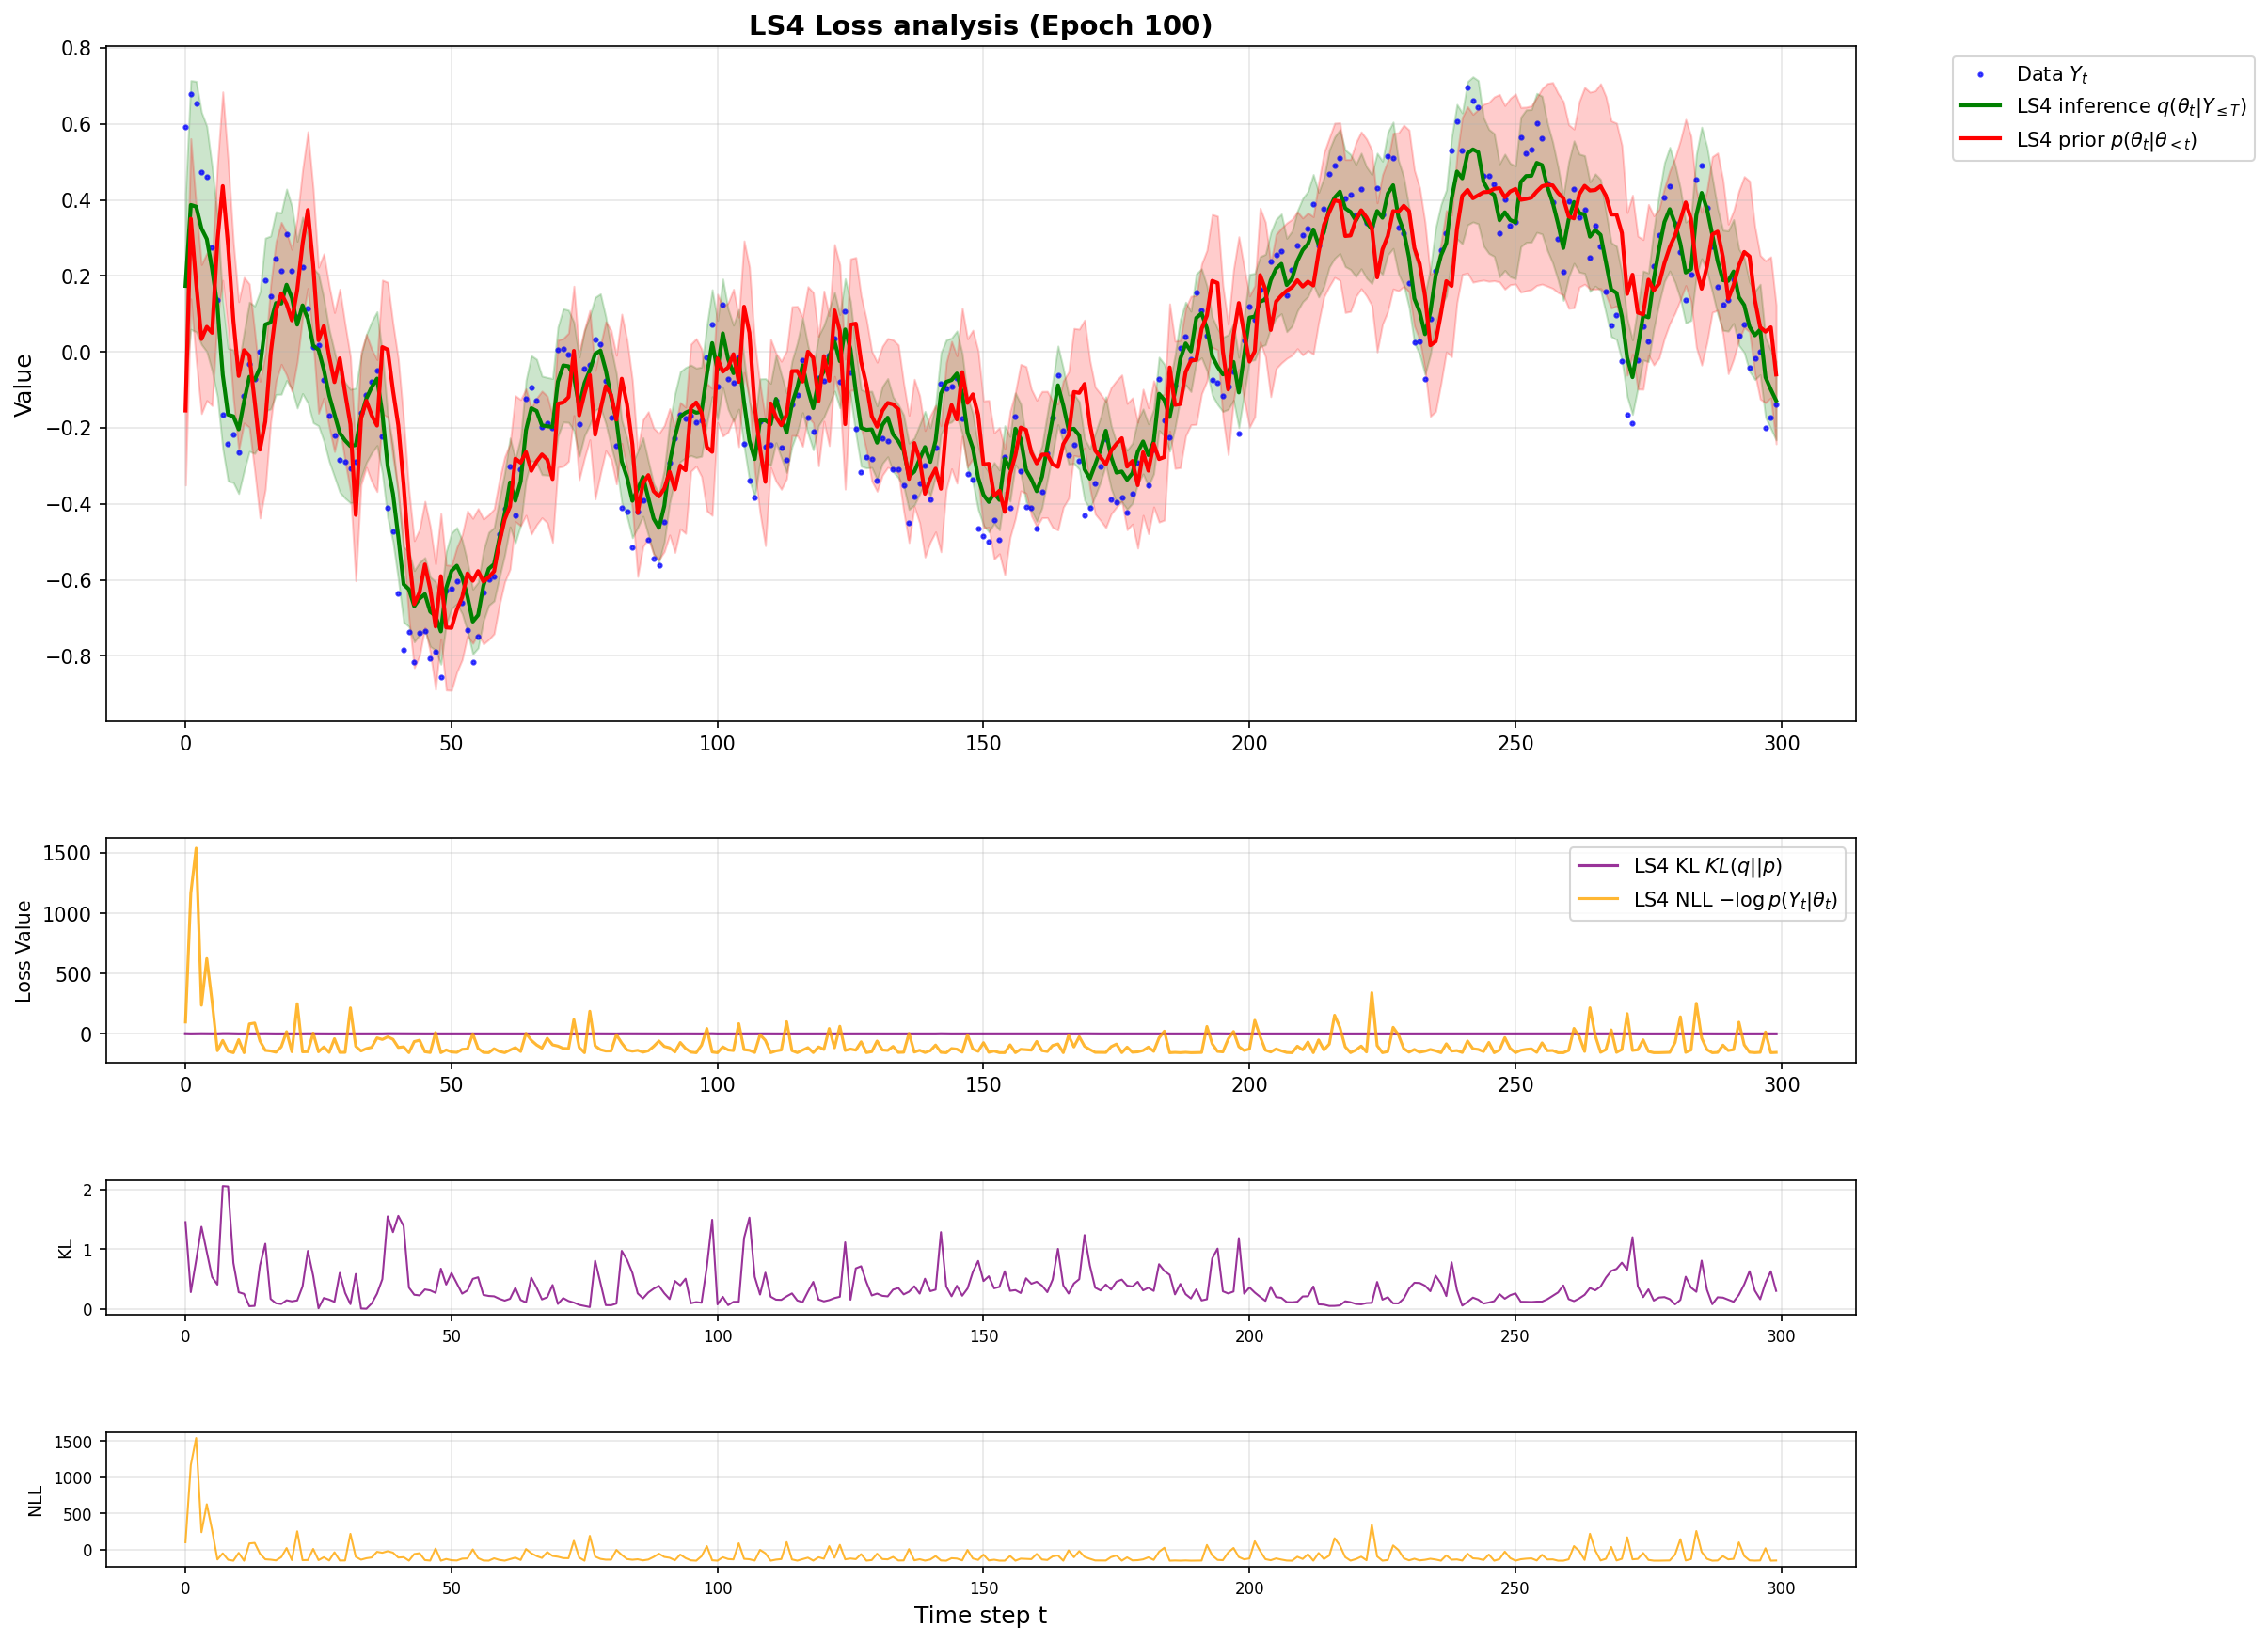 LS4 Loss analysis (Epoch 100)
Value
0.8
0.6
0.4
0.2
0.0
−0.2
−0.4
−0.6
−0.8
0 50 100 150 200 250 300
Data Y_t
LS4 inference q(θ_t|Y_{≤T})
LS4 prior p(θ_t|θ_{<t})
Loss Value
1500
1000
500
0
0 50 100 150 200 250 300
LS4 KL KL(q||p)
LS4 NLL −log p(Y_t|θ_t)
KL
2
1
0
0 50 100 150 200 250 300
NLL
1500
1000
500
0
0 50 100 150 200 250 300
Time step t